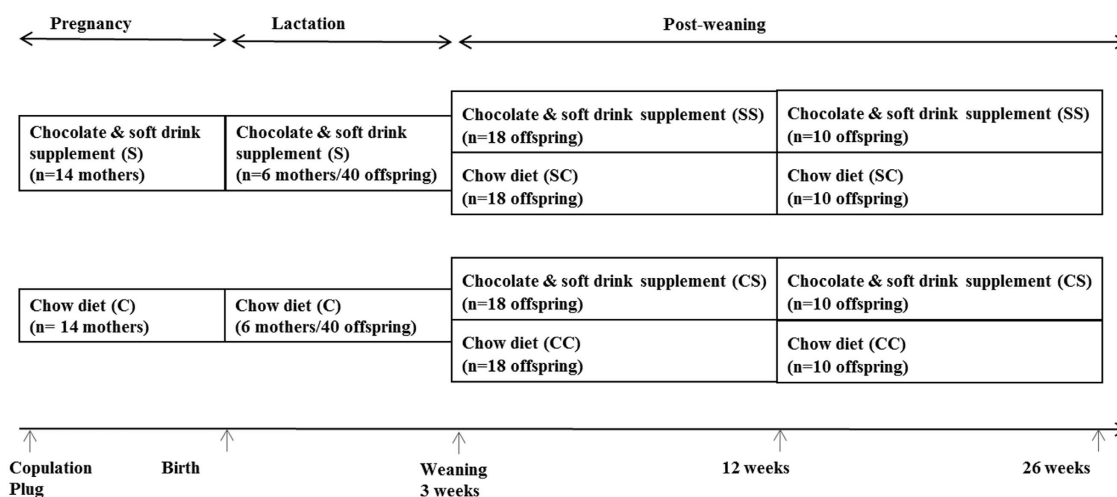 Pregnancy
Lactation
Post-weaning
Chocolate & soft drink
supplement (S)
(n=14 mothers)
Chocolate & soft drink
supplement (S)
(n=6 mothers/40 offspring)
Chocolate & soft drink supplement (SS)
(n=18 offspring)
Chow diet (SC)
(n=18 offspring)
Chocolate & soft drink supplement (SS)
(n=10 offspring)
Chow diet (SC)
(n=10 offspring)
Chow diet (C)
(n= 14 mothers)
Chow diet (C)
(6 mothers/40 offspring)
Chocolate & soft drink supplement (CS)
(n=18 offspring)
Chow diet (CC)
(n=18 offspring)
Chocolate & soft drink supplement (CS)
(n=10 offspring)
Chow diet (CC)
(n=10 offspring)
Copulation
Plug
Birth
Weaning
3 weeks
12 weeks
26 weeks